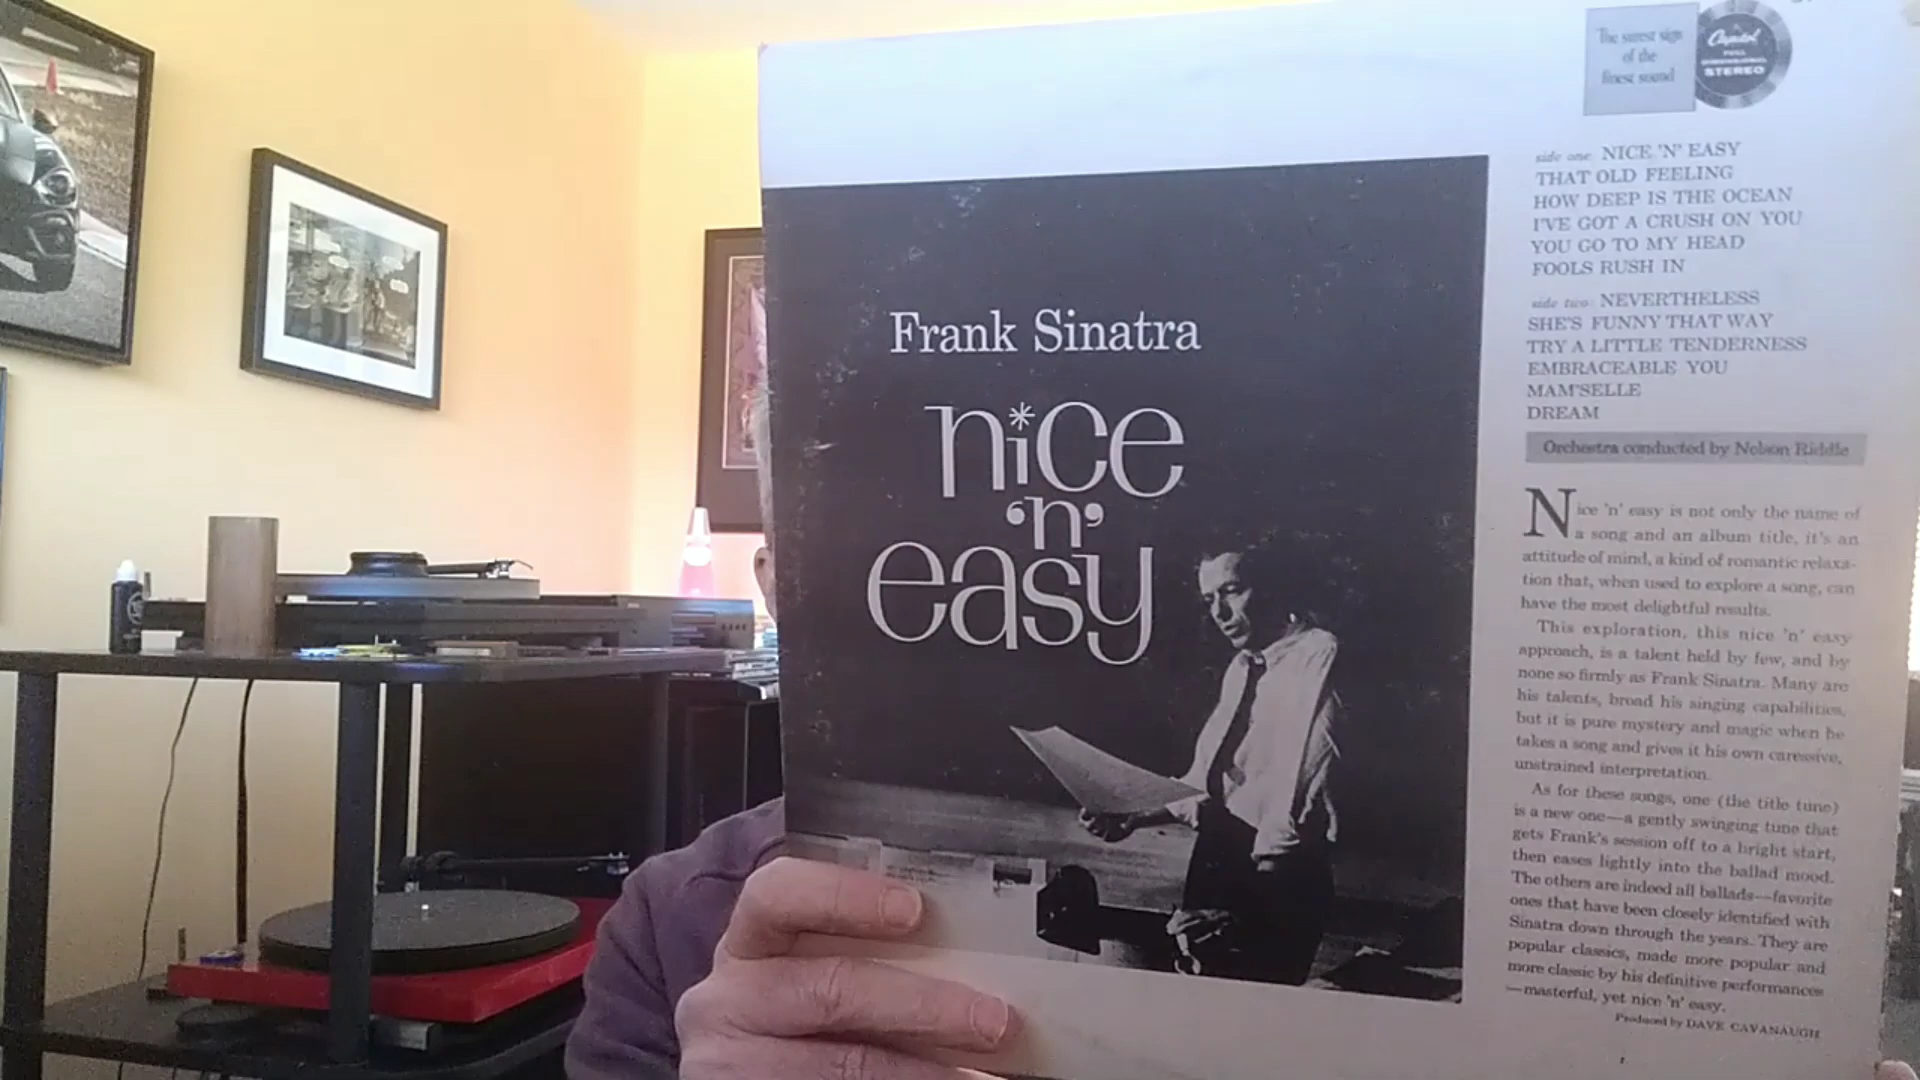 The surest sign
of the
finest sound
Capitol
FULL
DIMENSIONAL
STEREO
Frank Sinatra
nice
'n'
easy
side one: NICE 'N' EASY
THAT OLD FEELING
HOW DEEP IS THE OCEAN
I'VE GOT A CRUSH ON YOU
YOU GO TO MY HEAD
FOOLS RUSH IN
side two: NEVERTHELESS
SHE'S FUNNY THAT WAY
TRY A LITTLE TENDERNESS
EMBRACEABLE YOU
MAM'SELLE
DREAM
Orchestra conducted by Nelson Riddle
Nice 'n' easy is not only the name of
a song and an album title, it's an
attitude of mind, a kind of romantic relaxa-
tion that, when used to explore a song, can
have the most delightful results.
This exploration, this nice 'n' easy
approach, is a talent held by few, and by
none so firmly as Frank Sinatra. Many are
his talents, broad his singing capabilities,
but it is pure mystery and magic when he
takes a song and gives it his own caressive,
unstrained interpretation.
As for these songs, one (the title tune)
is a new one—a gently swinging tune that
gets Frank's session off to a bright start,
then eases lightly into the ballad mood.
The others are indeed all ballads—favorite
ones that have been closely identified with
Sinatra down through the years. They are
popular classics, made more popular and
more classic by his definitive performances
—masterful, yet nice 'n' easy.
Produced by DAVE CAVANAUGH